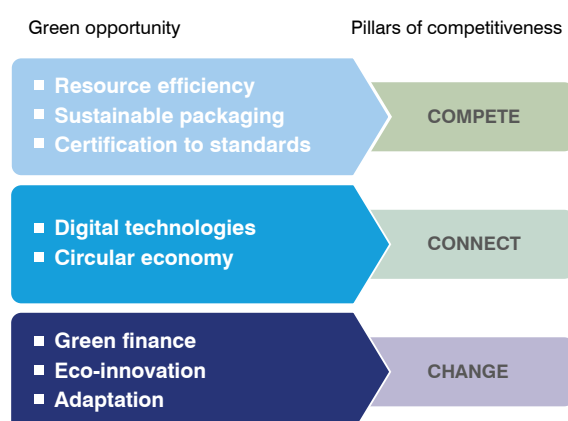 Green opportunity
Pillars of competitiveness
Resource efficiency
Sustainable packaging
Certification to standards
COMPETE
Digital technologies
Circular economy
CONNECT
Green finance
Eco-innovation
Adaptation
CHANGE